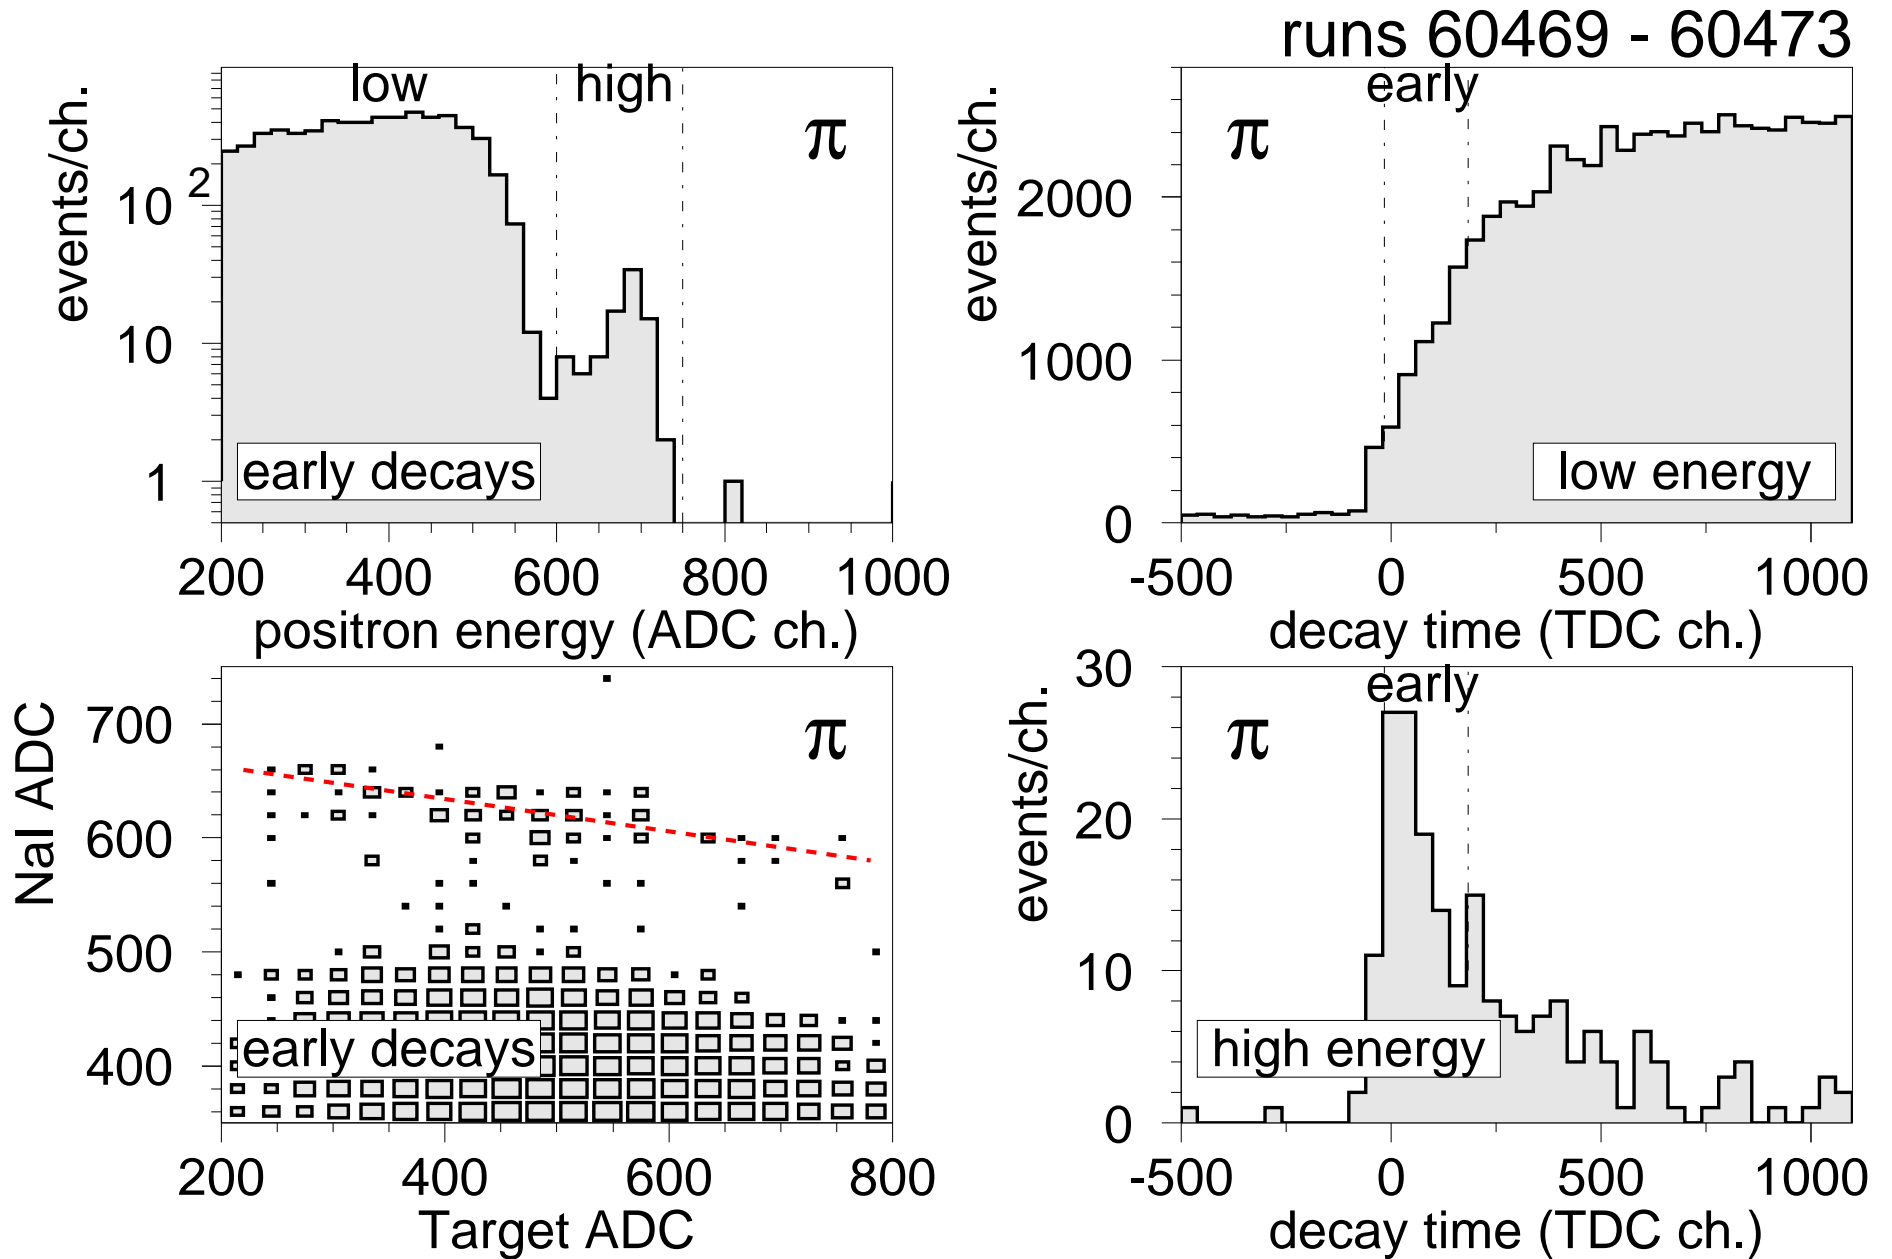 runs 60469 - 60473
low high
π
events/ch.
10 2
10
1
early decays
200 400 600 800 1000
positron energy (ADC ch.)
early
π
events/ch.
2000
1000
0
low energy
-500 0 500 1000
decay time (TDC ch.)
π
NaI ADC
700
600
500
400
early decays
200 400 600 800
Target ADC
early
π
events/ch.
30
20
10
0
high energy
-500 0 500 1000
decay time (TDC ch.)